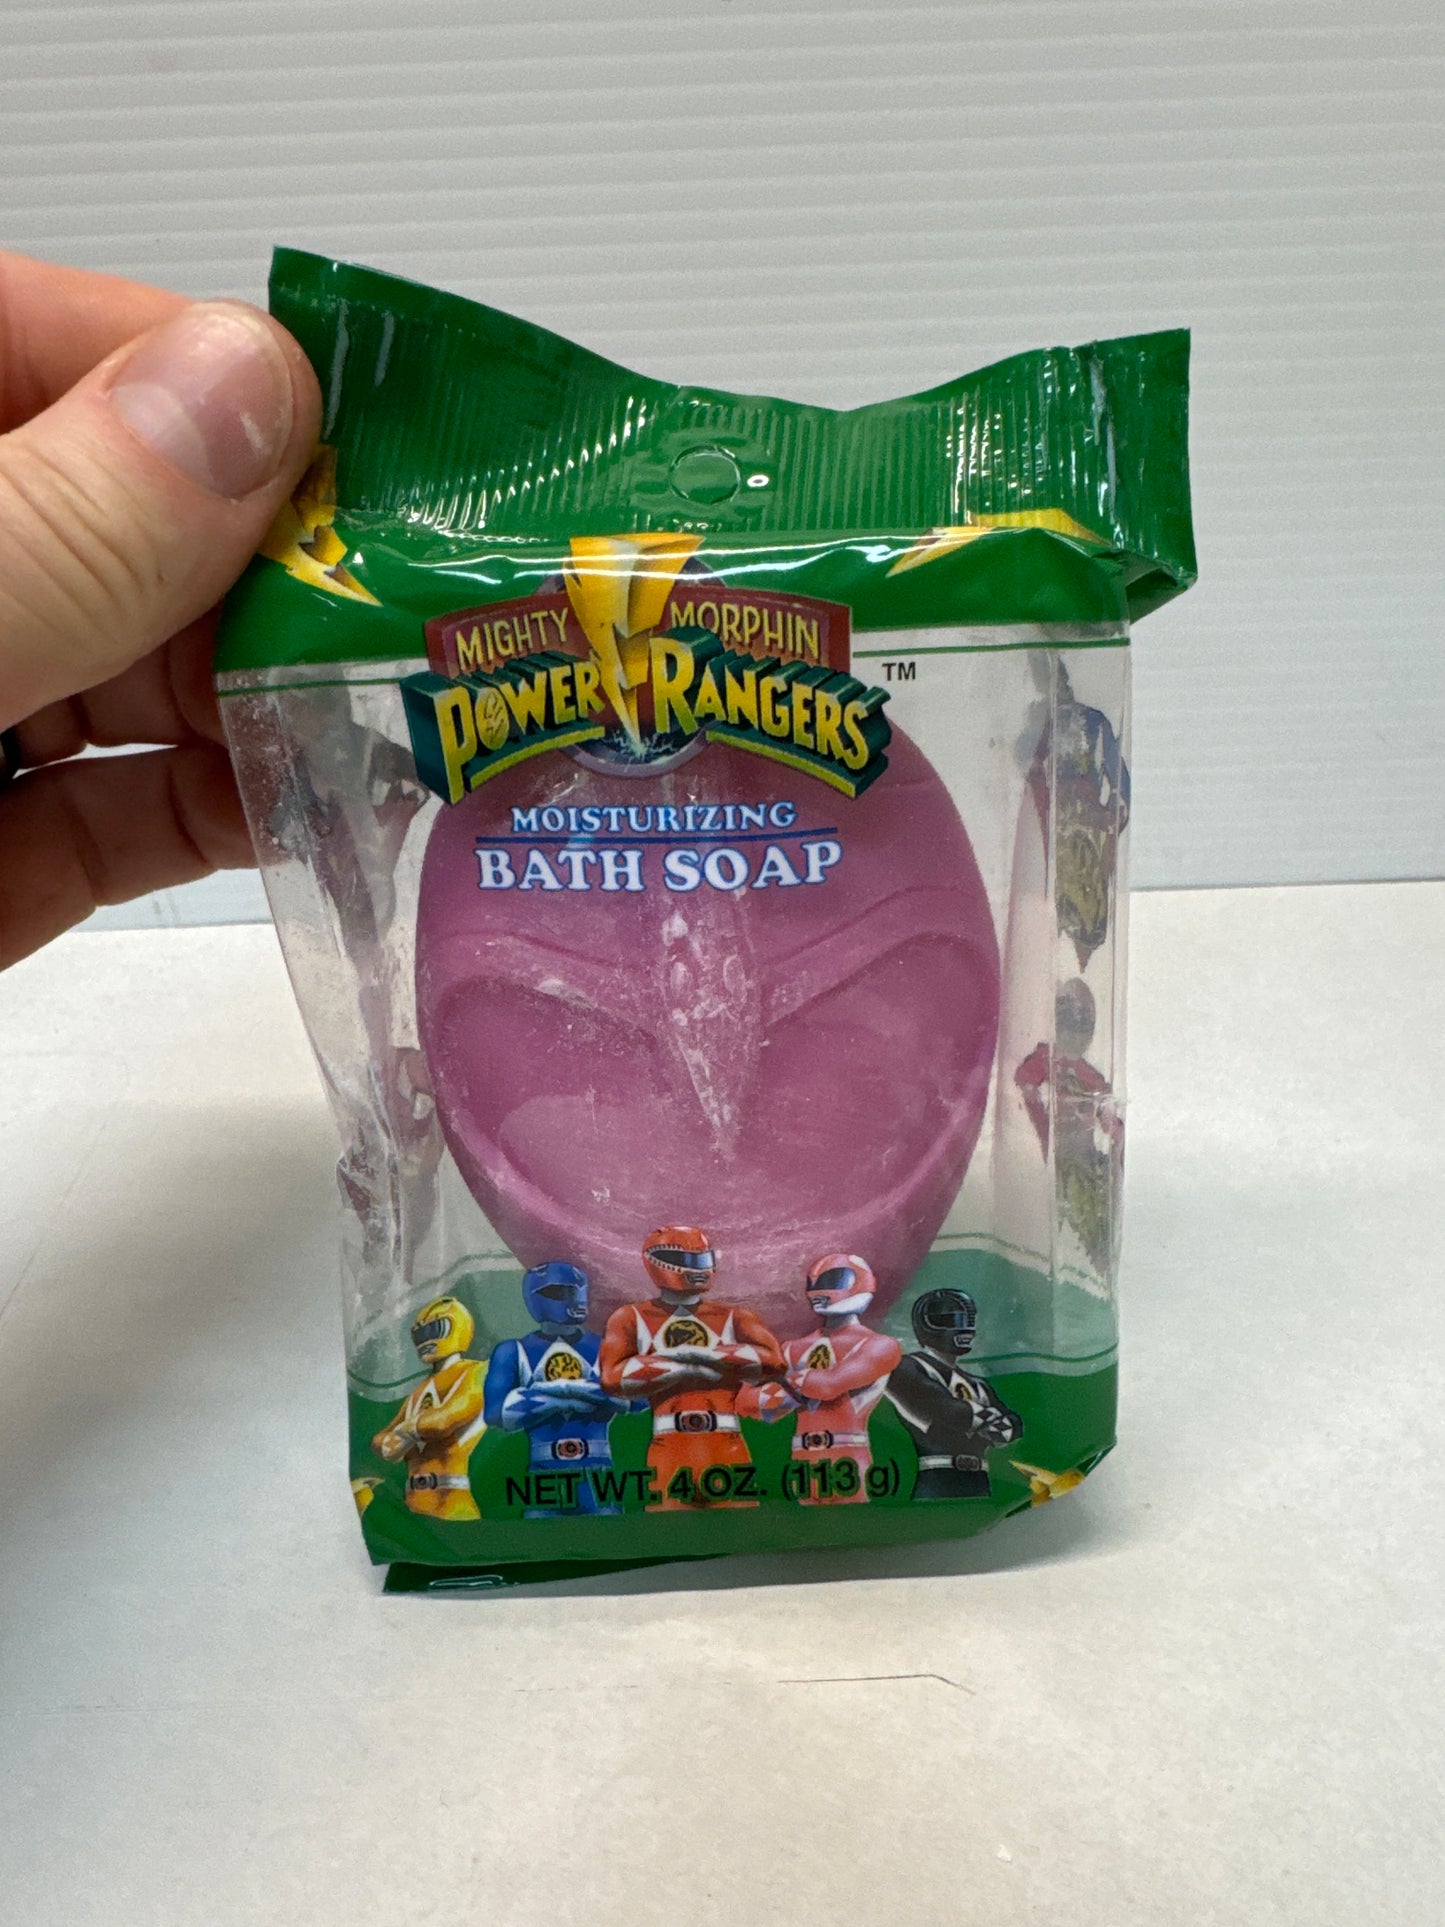 MIGHTY MORPHIN
POWER RANGERS TM
MOISTURIZING
BATH SOAP
NET WT. 4 OZ. (113 g)